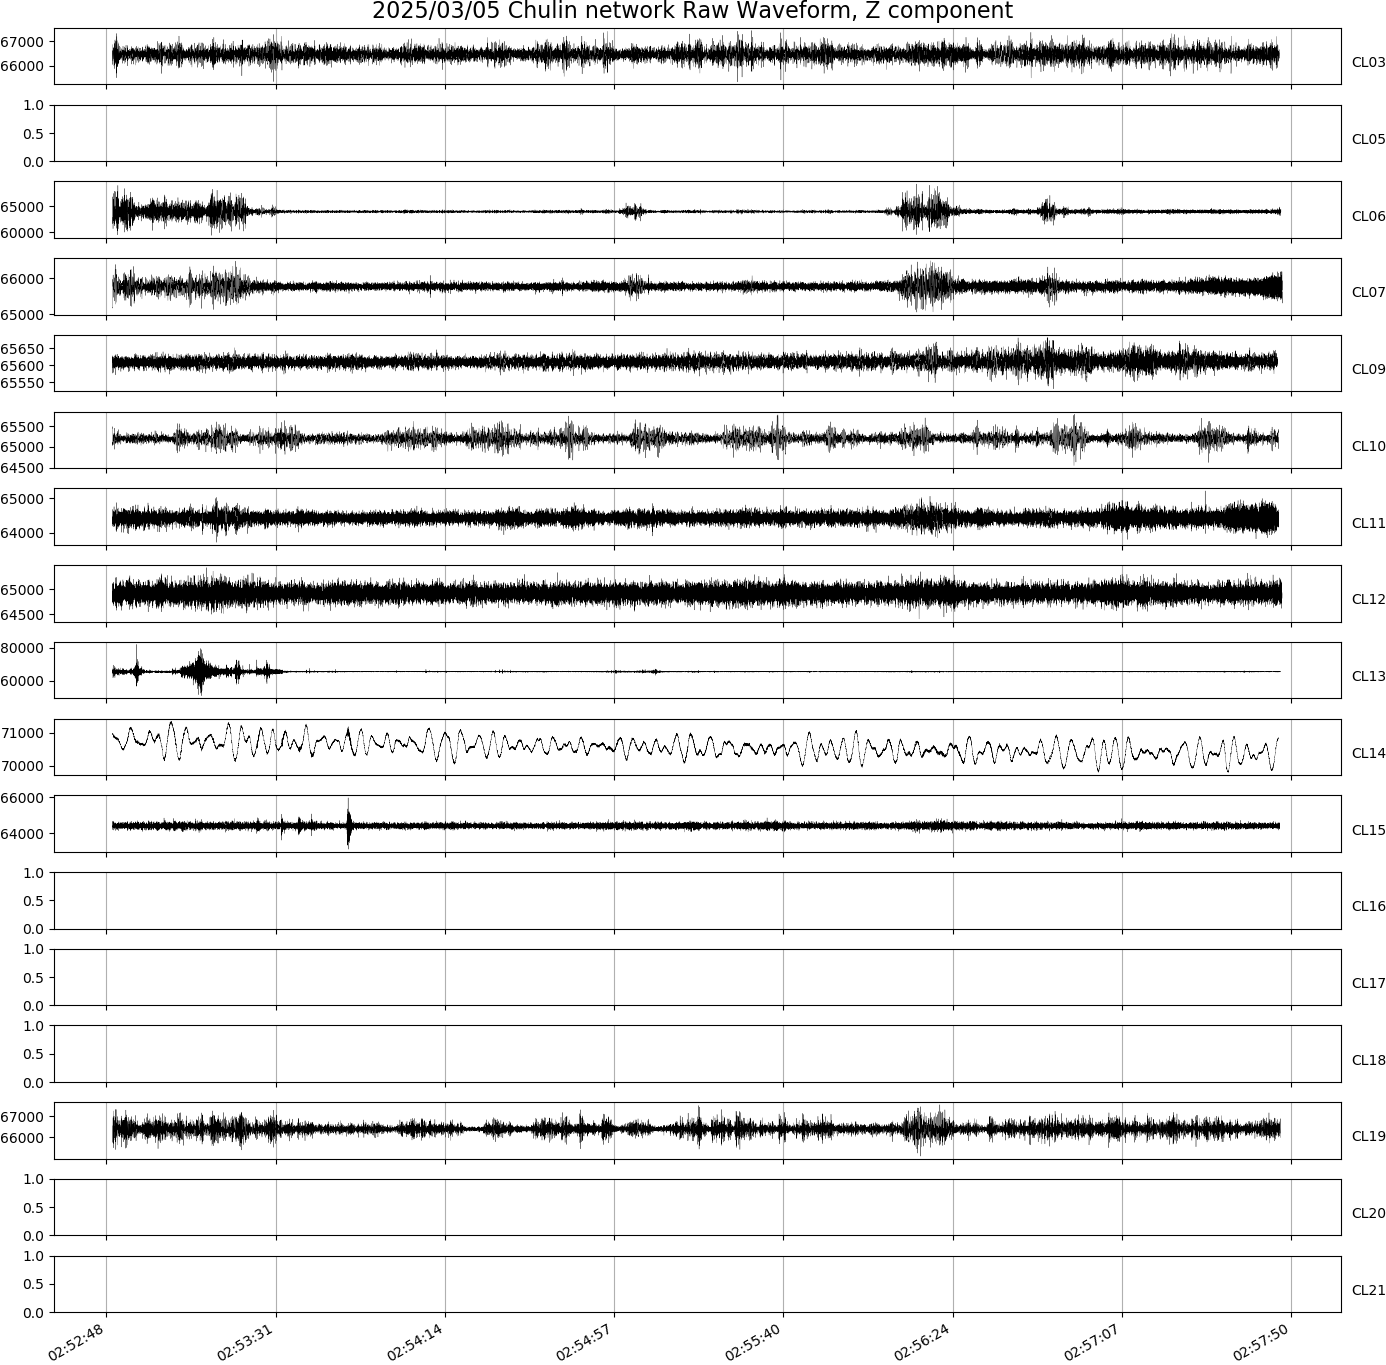 2025/03/05 Chulin network Raw Waveform, Z component
67000
66000
CL03
1.0
0.5
0.0
CL05
65000
60000
CL06
66000
65000
CL07
65650
65600
65550
CL09
65500
65000
64500
CL10
65000
64000
CL11
65000
64500
CL12
80000
60000
CL13
71000
70000
CL14
66000
64000
CL15
1.0
0.5
0.0
CL16
1.0
0.5
0.0
CL17
1.0
0.5
0.0
CL18
67000
66000
CL19
1.0
0.5
0.0
CL20
1.0
0.5
0.0
CL21
02:52:48
02:53:31
02:54:14
02:54:57
02:55:40
02:56:24
02:57:07
02:57:50